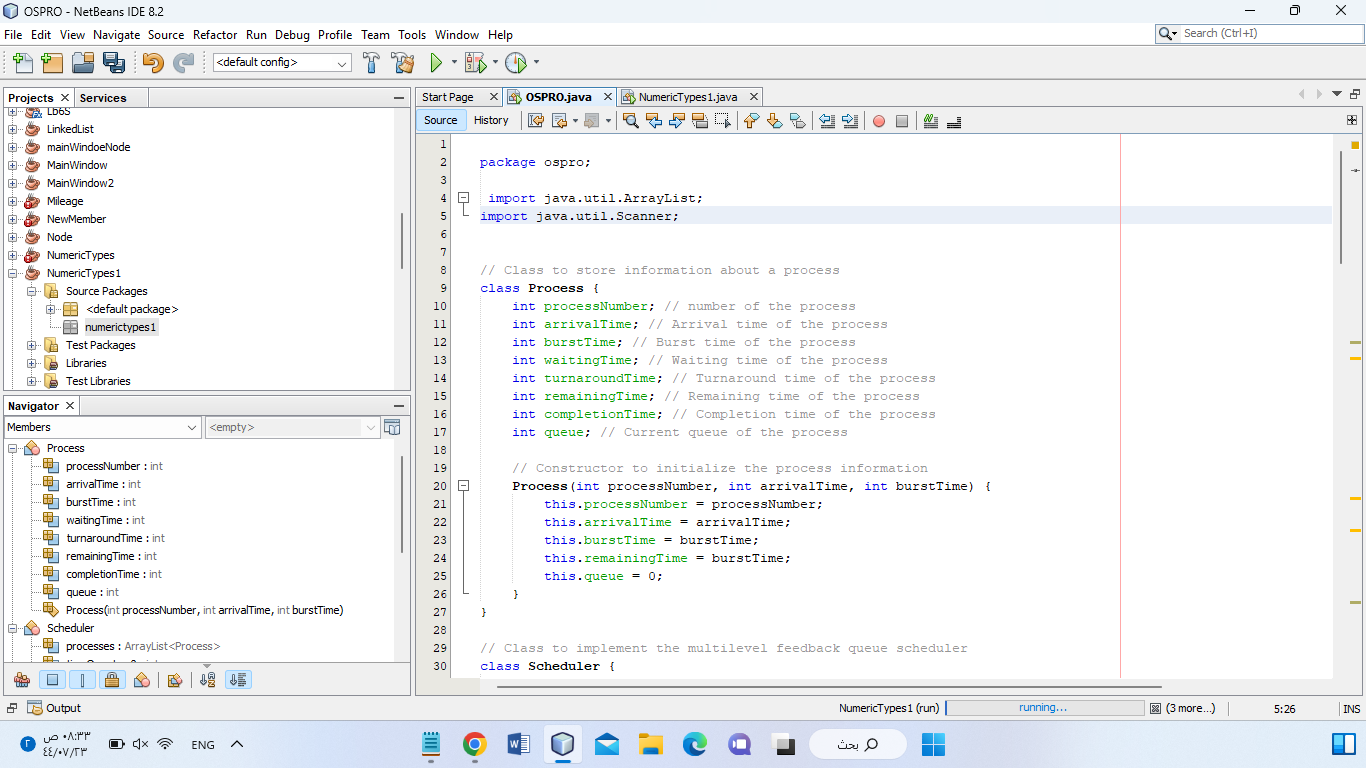 OSPRO - NetBeans IDE 8.2
File Edit View Navigate Source Refactor Run Debug Profile Team Tools Window Help
Search (Ctrl+I)
<default config>
Projects Services
Lb6S
LinkedList
mainWindoeNode
MainWindow
MainWindow2
Mileage
NewMember
Node
NumericTypes
NumericTypes1
Source Packages
<default package>
numerictypes1
Test Packages
Libraries
Test Libraries
Navigator
Members
<empty>
Process
processNumber : int
arrivalTime : int
burstTime : int
waitingTime : int
turnaroundTime : int
remainingTime : int
completionTime : int
queue : int
Process(int processNumber, int arrivalTime, int burstTime)
Scheduler
processes : ArrayList<Process>
Start Page OSPRO.java NumericTypes1.java
Source History
1
2 package ospro;
3
4 import java.util.ArrayList;
5 import java.util.Scanner;
6
7
8 // Class to store information about a process
9 class Process {
10 int processNumber; // number of the process
11 int arrivalTime; // Arrival time of the process
12 int burstTime; // Burst time of the process
13 int waitingTime; // Waiting time of the process
14 int turnaroundTime; // Turnaround time of the process
15 int remainingTime; // Remaining time of the process
16 int completionTime; // Completion time of the process
17 int queue; // Current queue of the process
18
19 // Constructor to initialize the process information
20 Process(int processNumber, int arrivalTime, int burstTime) {
21 this.processNumber = processNumber;
22 this.arrivalTime = arrivalTime;
23 this.burstTime = burstTime;
24 this.remainingTime = burstTime;
25 this.queue = 0;
26 }
27 }
28
29 // Class to implement the multilevel feedback queue scheduler
30 class Scheduler {
Output
NumericTypes1 (run) running... (3 more...) 5:26 INS
٢ ٠٨:٣٣ ص
٤٤/٠٧/٢٣
ENG
بحث